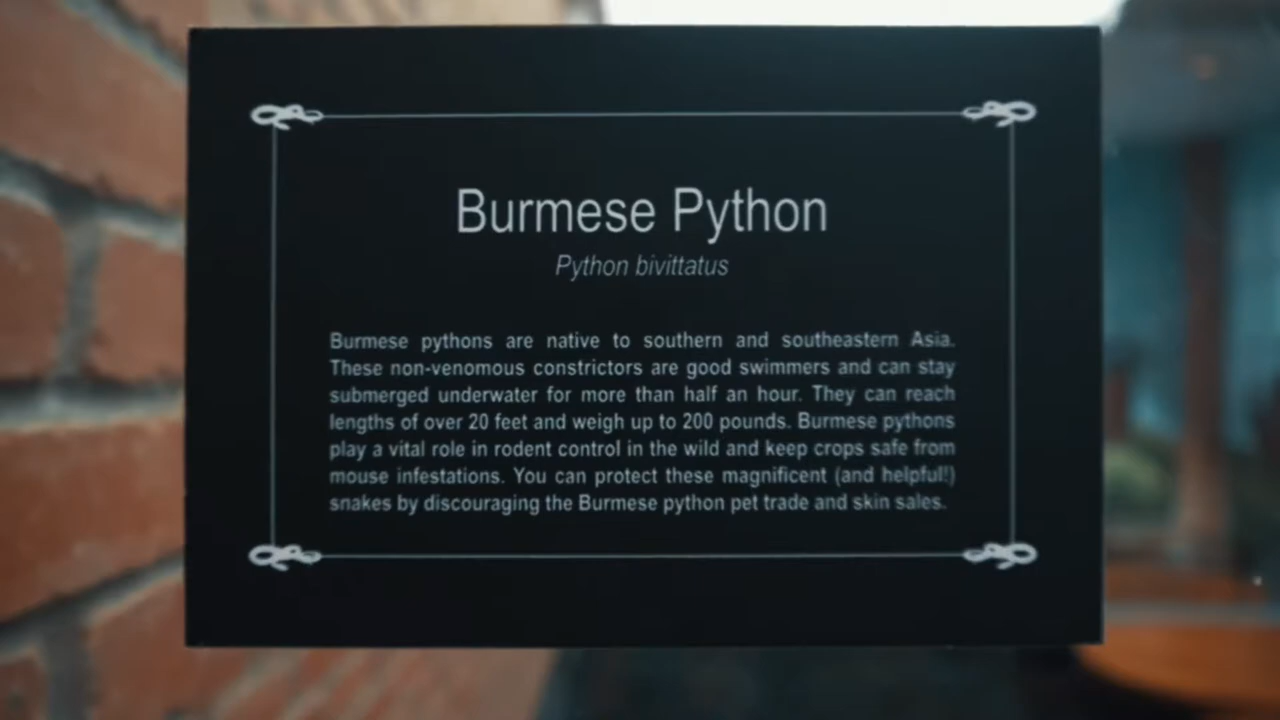 Burmese Python
Python bivittatus
Burmese pythons are native to southern and southeastern Asia.
These non-venomous constrictors are good swimmers and can stay
submerged underwater for more than half an hour. They can reach
lengths of over 20 feet and weigh up to 200 pounds. Burmese pythons
play a vital role in rodent control in the wild and keep crops safe from
mouse infestations. You can protect these magnificent (and helpful!)
snakes by discouraging the Burmese python pet trade and skin sales.